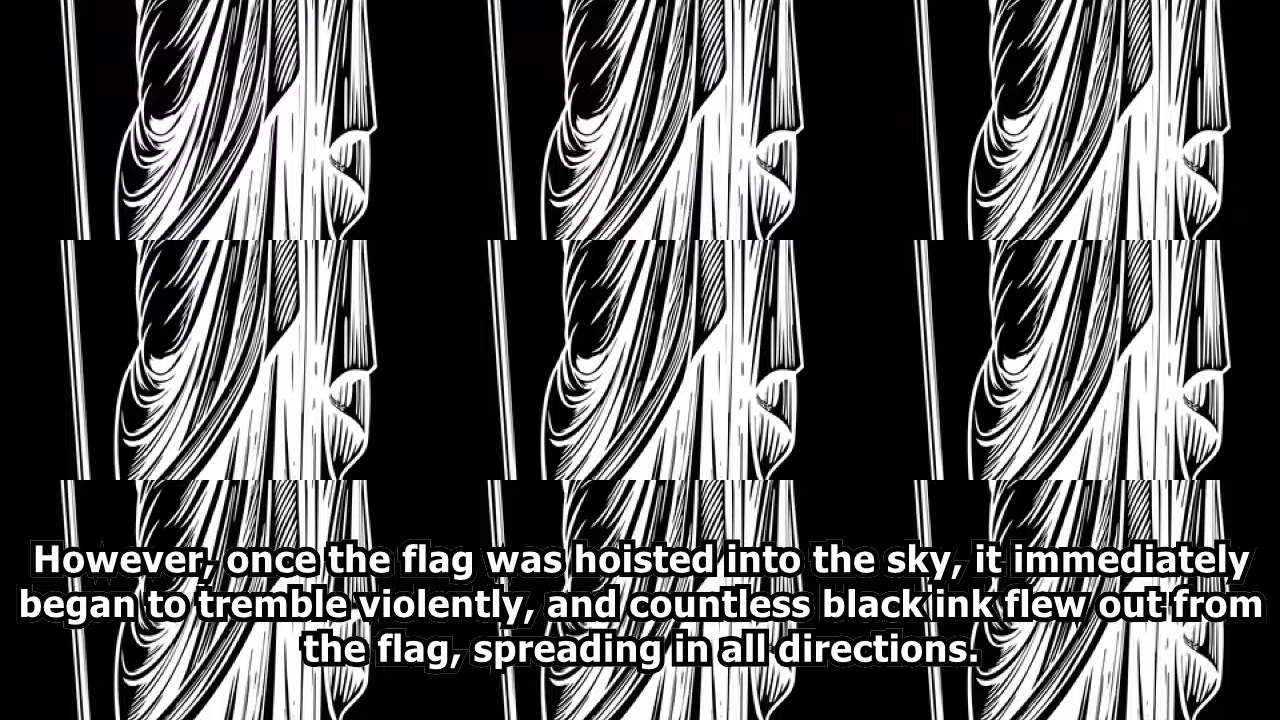 However, once the flag was hoisted into the sky, it immediately
began to tremble violently, and countless black ink flew out from
the flag, spreading in all directions.